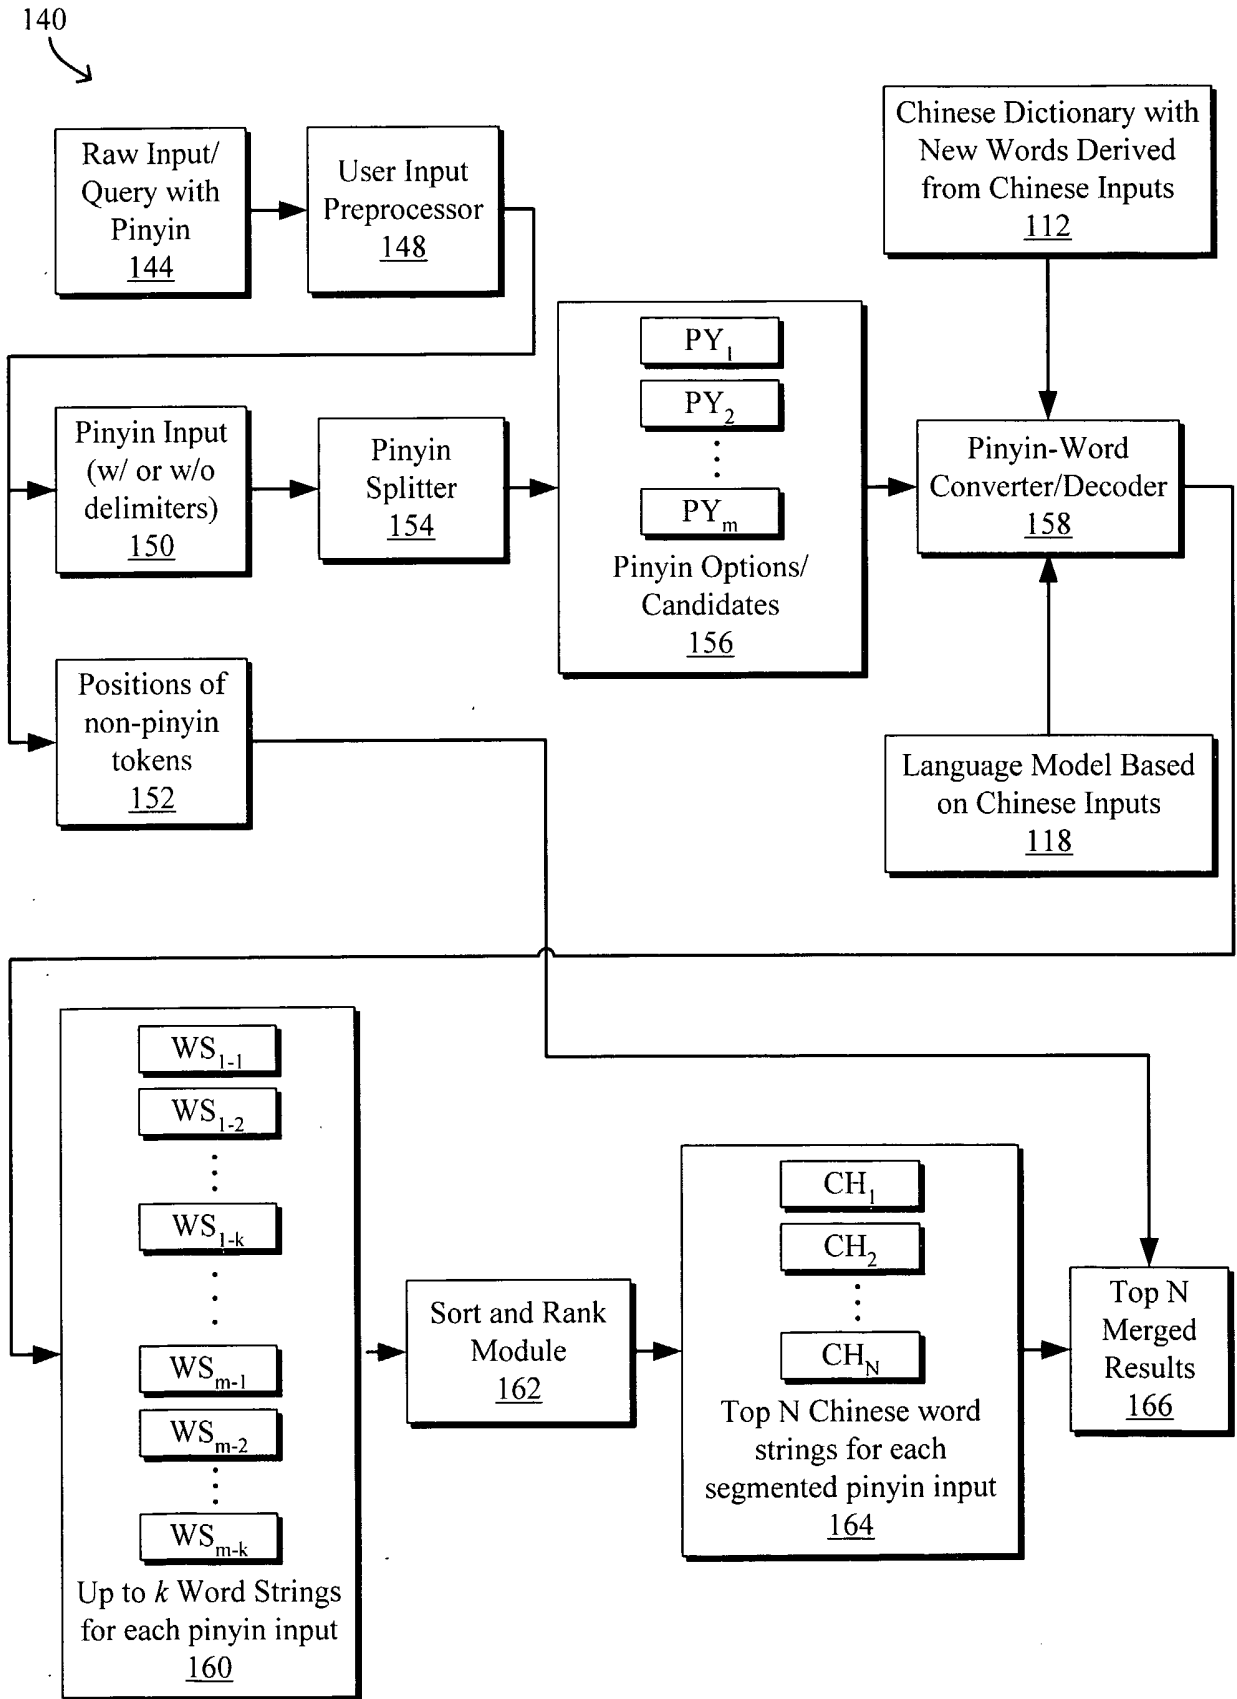 140
Raw Input/
Query with
Pinyin
144
User Input
Preprocessor
148
Chinese Dictionary with
New Words Derived
from Chinese Inputs
112
Pinyin Input
(w/ or w/o
delimiters)
150
Pinyin
Splitter
154
PY₁
PY₂
PYₘ
Pinyin Options/
Candidates
156
Pinyin-Word
Converter/Decoder
158
Positions of
non-pinyin
tokens
152
Language Model Based
on Chinese Inputs
118
WS₁₋₁
WS₁₋₂
WS₁₋ₖ
WSₘ₋₁
WSₘ₋₂
WSₘ₋ₖ
Up to k Word Strings
for each pinyin input
160
Sort and Rank
Module
162
CH₁
CH₂
CH_N
Top N Chinese word
strings for each
segmented pinyin input
164
Top N
Merged
Results
166